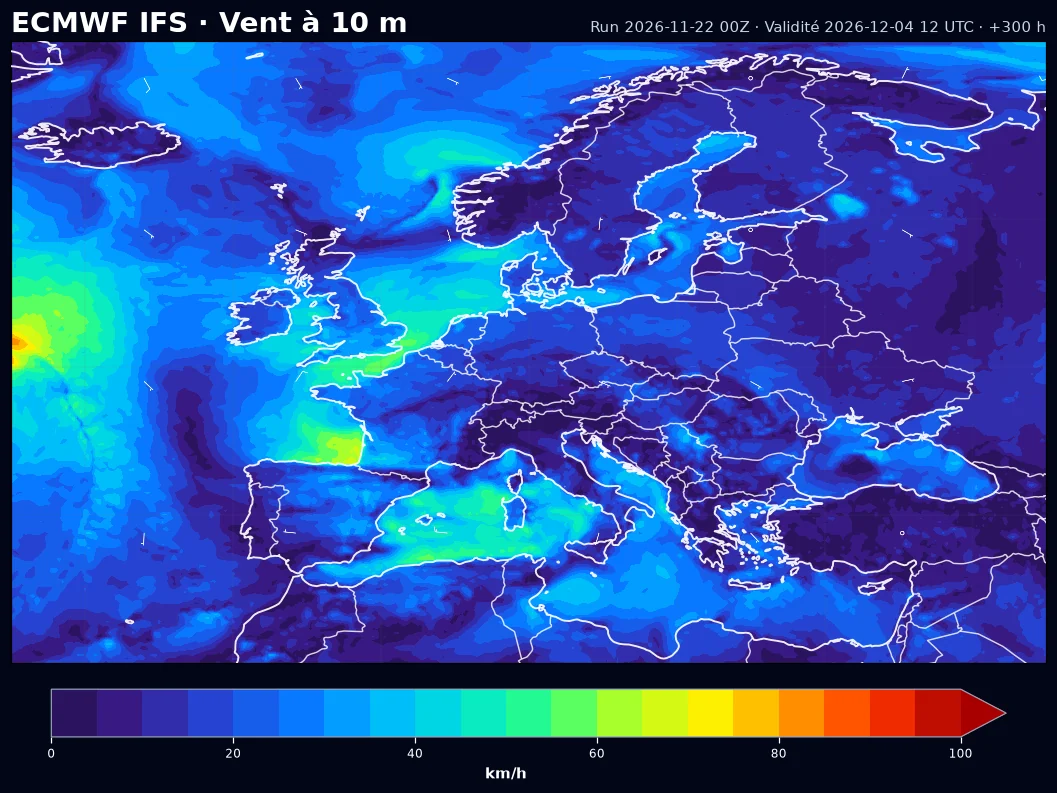 ECMWF IFS · Vent à 10 m
Run 2026-11-22 00Z · Validité 2026-12-04 12 UTC · +300 h
0 20 40 60 80 100
km/h